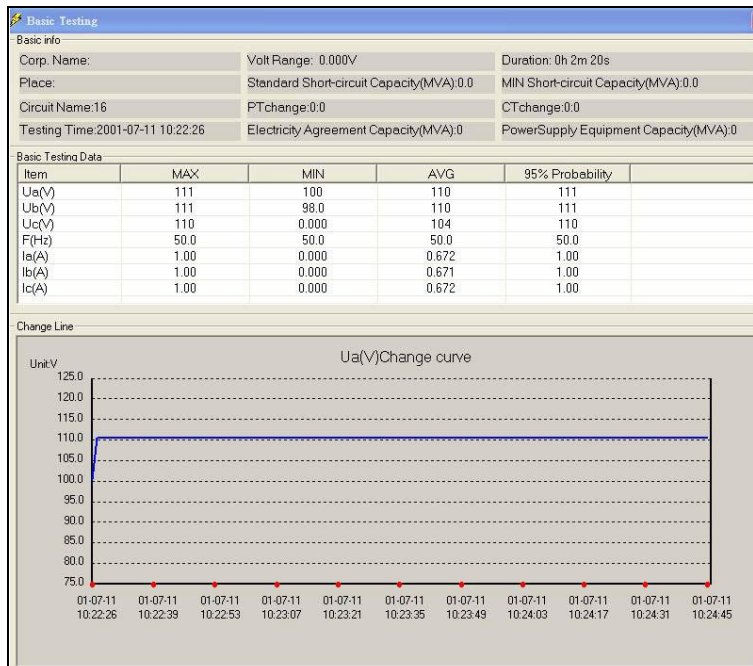 Basic Testing
Basic info
Corp. Name: Volt Range: 0.000V Duration: 0h 2m 20s
Place: Standard Short-circuit Capacity(MVA):0.0 MIN Short-circuit Capacity(MVA):0.0
Circuit Name:16 PTchange:0:0 CTchange:0:0
Testing Time:2001-07-11 10:22:26 Electricity Agreement Capacity(MVA):0 PowerSupply Equipment Capacity(MVA):0
Basic Testing Data
Item MAX MIN AVG 95% Probability
Ua(V) 111 100 110 111
Ub(V) 111 98.0 110 111
Uc(V) 110 0.000 104 110
F(Hz) 50.0 50.0 50.0 50.0
Ia(A) 1.00 0.000 0.672 1.00
Ib(A) 1.00 0.000 0.671 1.00
Ic(A) 1.00 0.000 0.672 1.00
Change Line
Ua(V)Change curve
Unit:V
125.0
120.0
115.0
110.0
105.0
100.0
95.0
90.0
85.0
80.0
75.0
01-07-11 01-07-11 01-07-11 01-07-11 01-07-11 01-07-11 01-07-11 01-07-11 01-07-11 01-07-11 01-07-11
10:22:26 10:22:39 10:22:53 10:23:07 10:23:21 10:23:35 10:23:49 10:24:03 10:24:17 10:24:31 10:24:45